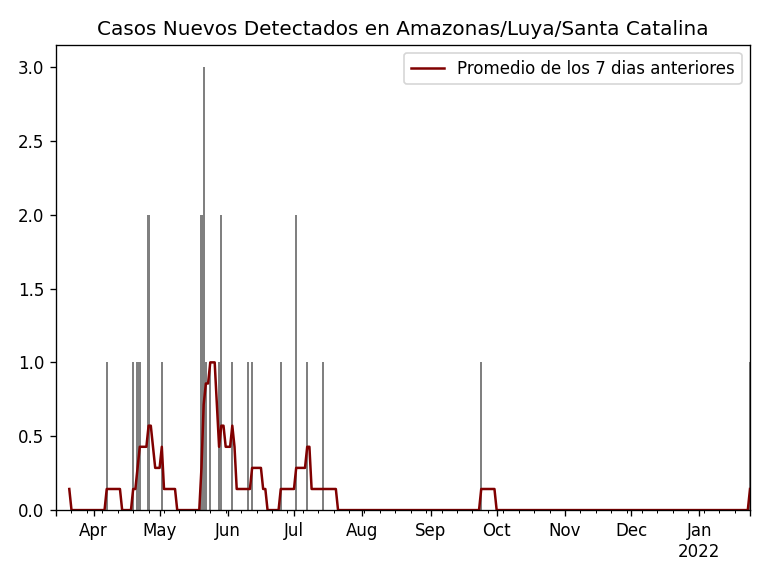 Casos Nuevos Detectados en Amazonas/Luya/Santa Catalina
Promedio de los 7 dias anteriores
3.0
2.5
2.0
1.5
1.0
0.5
0.0
Apr May Jun Jul Aug Sep Oct Nov Dec Jan
2022